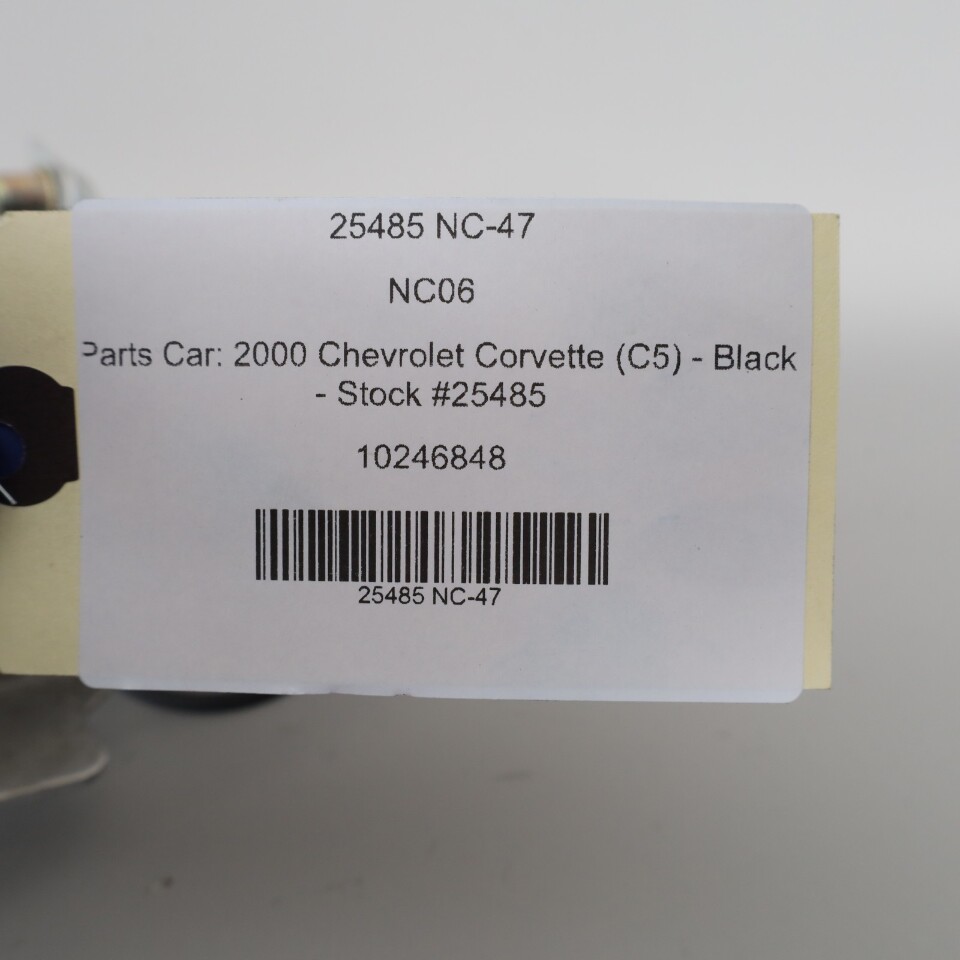 25485 NC-47
NC06
Parts Car: 2000 Chevrolet Corvette (C5) - Black
- Stock #25485
10246848
25485 NC-47